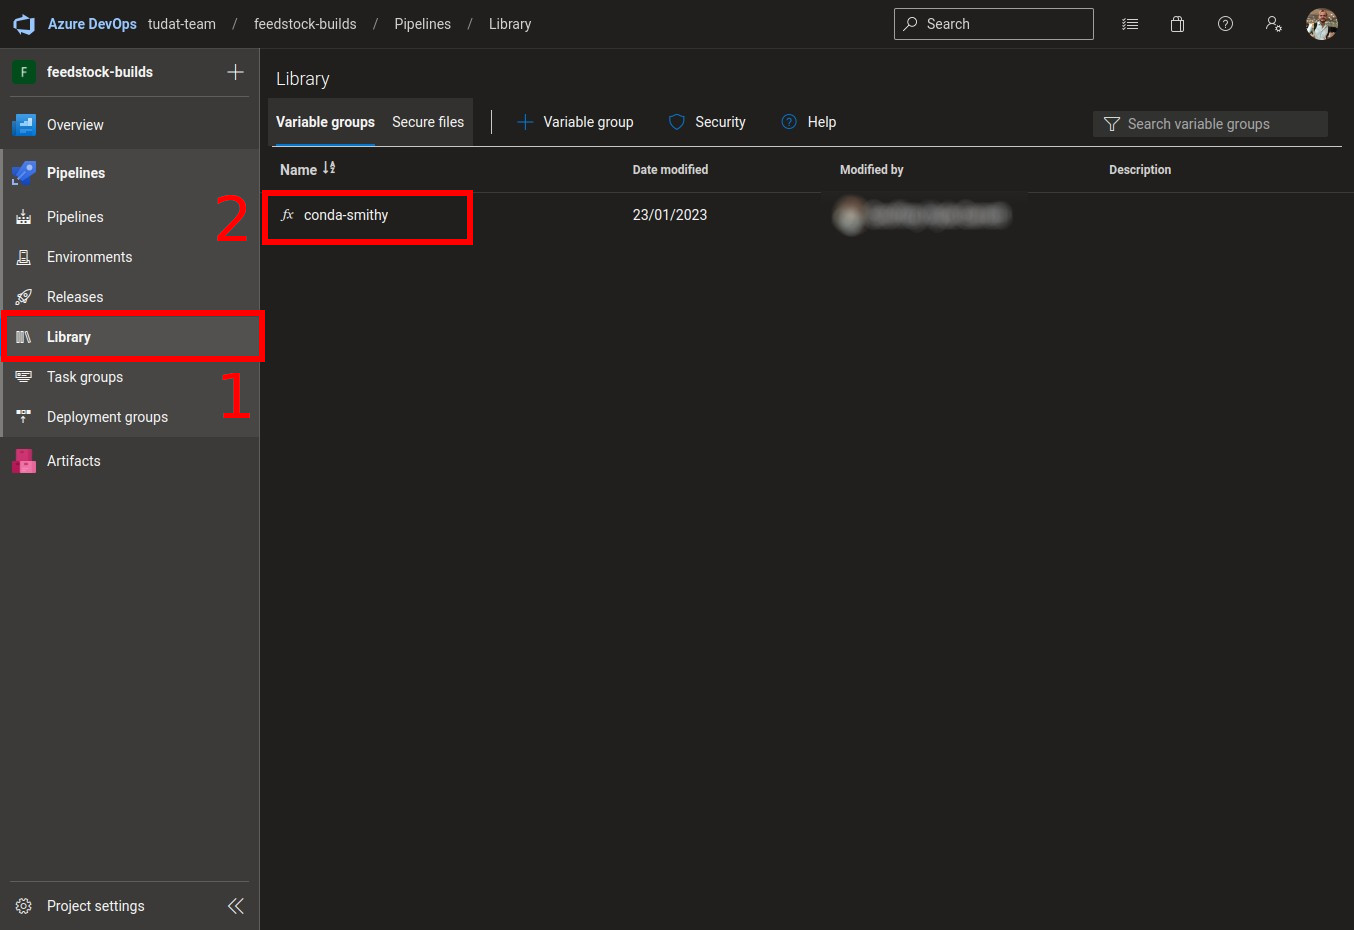 Azure DevOps tudat-team / feedstock-builds / Pipelines / Library
Search
F feedstock-builds
Overview
Pipelines
Pipelines
Environments
Releases
Library
Task groups
Deployment groups
Artifacts
Project settings
1
2
Library
Variable groups Secure files Variable group Security ? Help
Search variable groups
Name Date modified Modified by Description
fx conda-smithy 23/01/2023